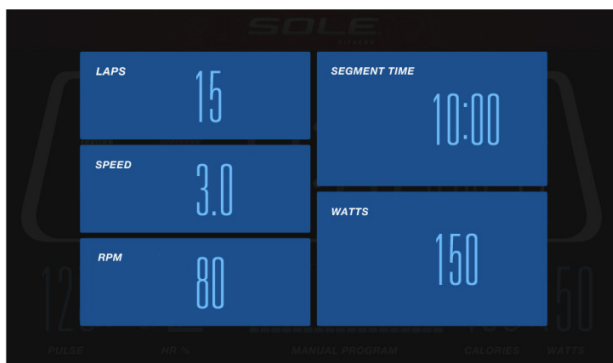 SOLE
LAPS
15
SEGMENT TIME
10:00
SPEED
3.0
WATTS
150
RPM
80
PULSE
HR %
MANUAL PROGRAM
CALORIES
WATTS